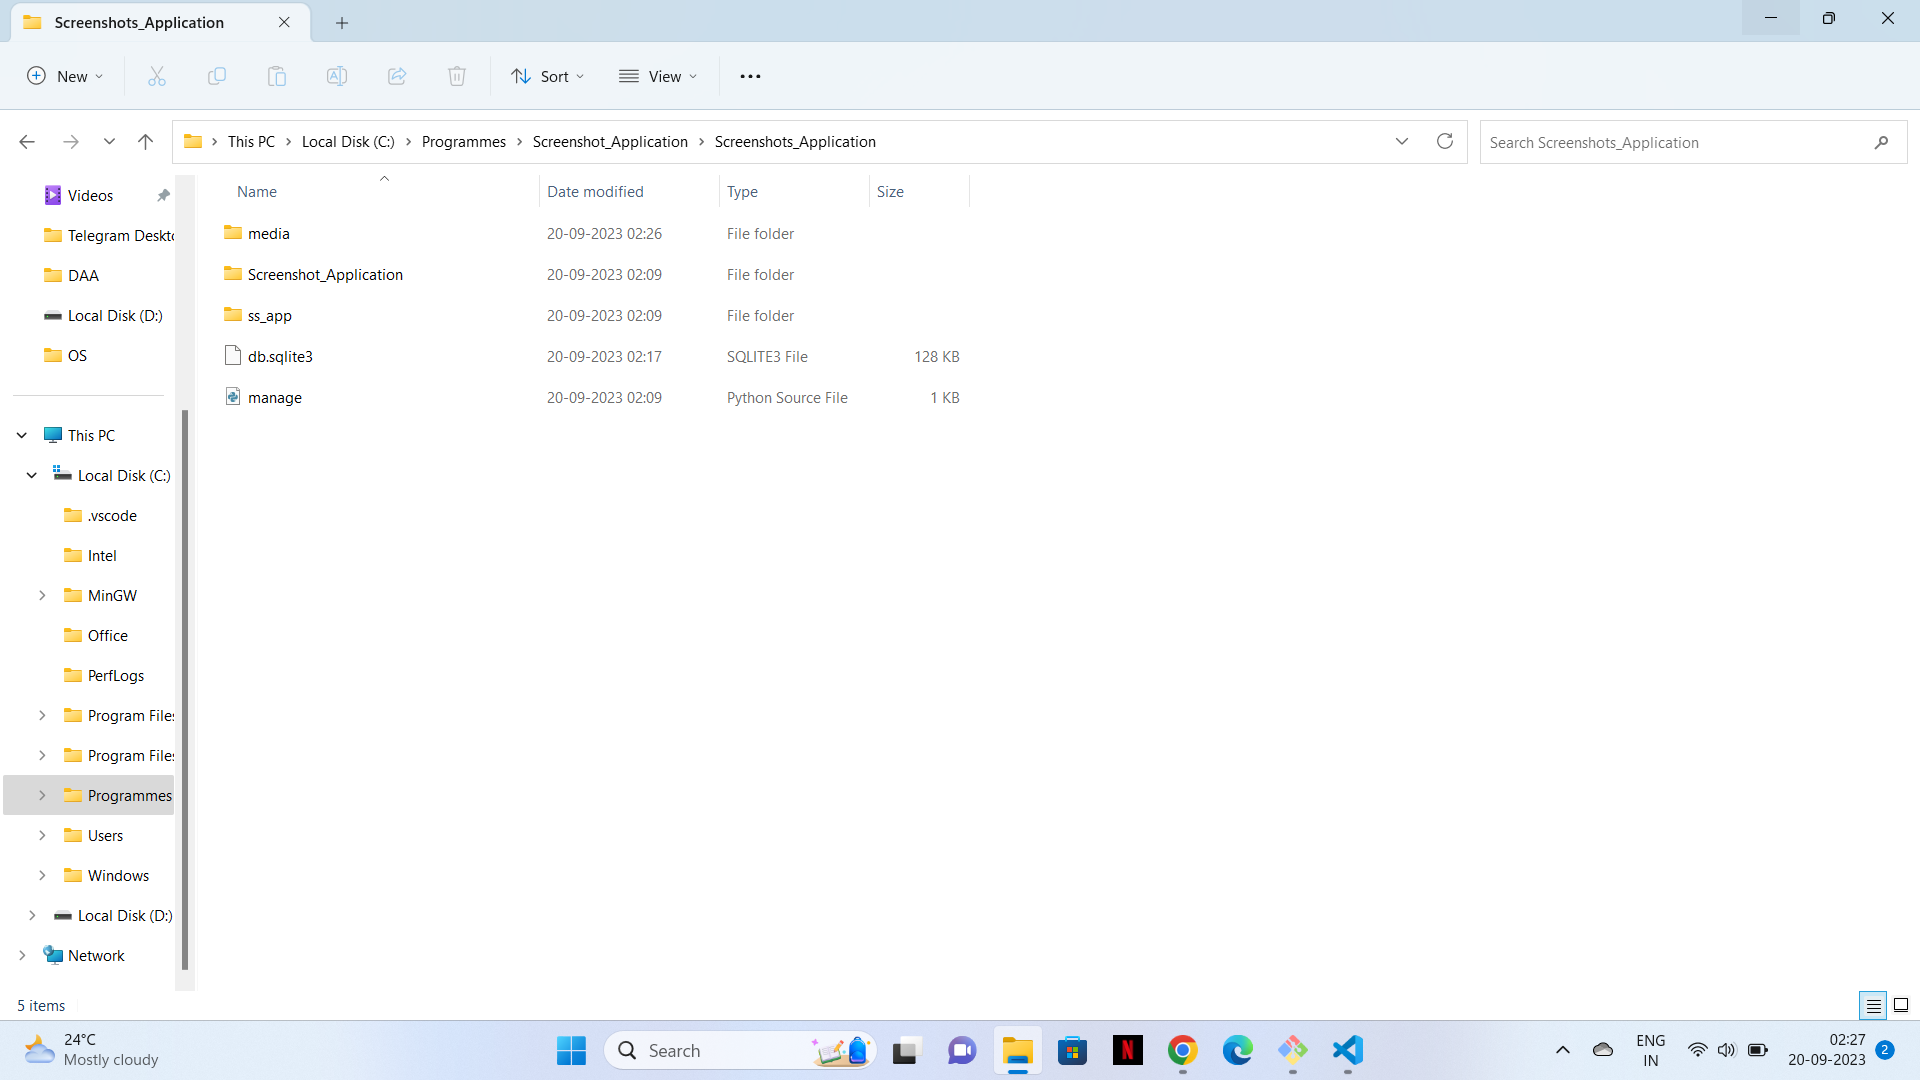 Screenshots_Application
New
Sort
View
This PC > Local Disk (C:) > Programmes > Screenshot_Application > Screenshots_Application
Search Screenshots_Application
Videos
Telegram Deskt
DAA
Local Disk (D:)
OS
This PC
Local Disk (C:)
.vscode
Intel
MinGW
Office
PerfLogs
Program Files
Program Files
Programmes
Users
Windows
Local Disk (D:)
Network
Name Date modified Type Size
media 20-09-2023 02:26 File folder
Screenshot_Application 20-09-2023 02:09 File folder
ss_app 20-09-2023 02:09 File folder
db.sqlite3 20-09-2023 02:17 SQLITE3 File 128 KB
manage 20-09-2023 02:09 Python Source File 1 KB
5 items
24°C
Mostly cloudy
Search
N
ENG
IN
02:27
20-09-2023
2